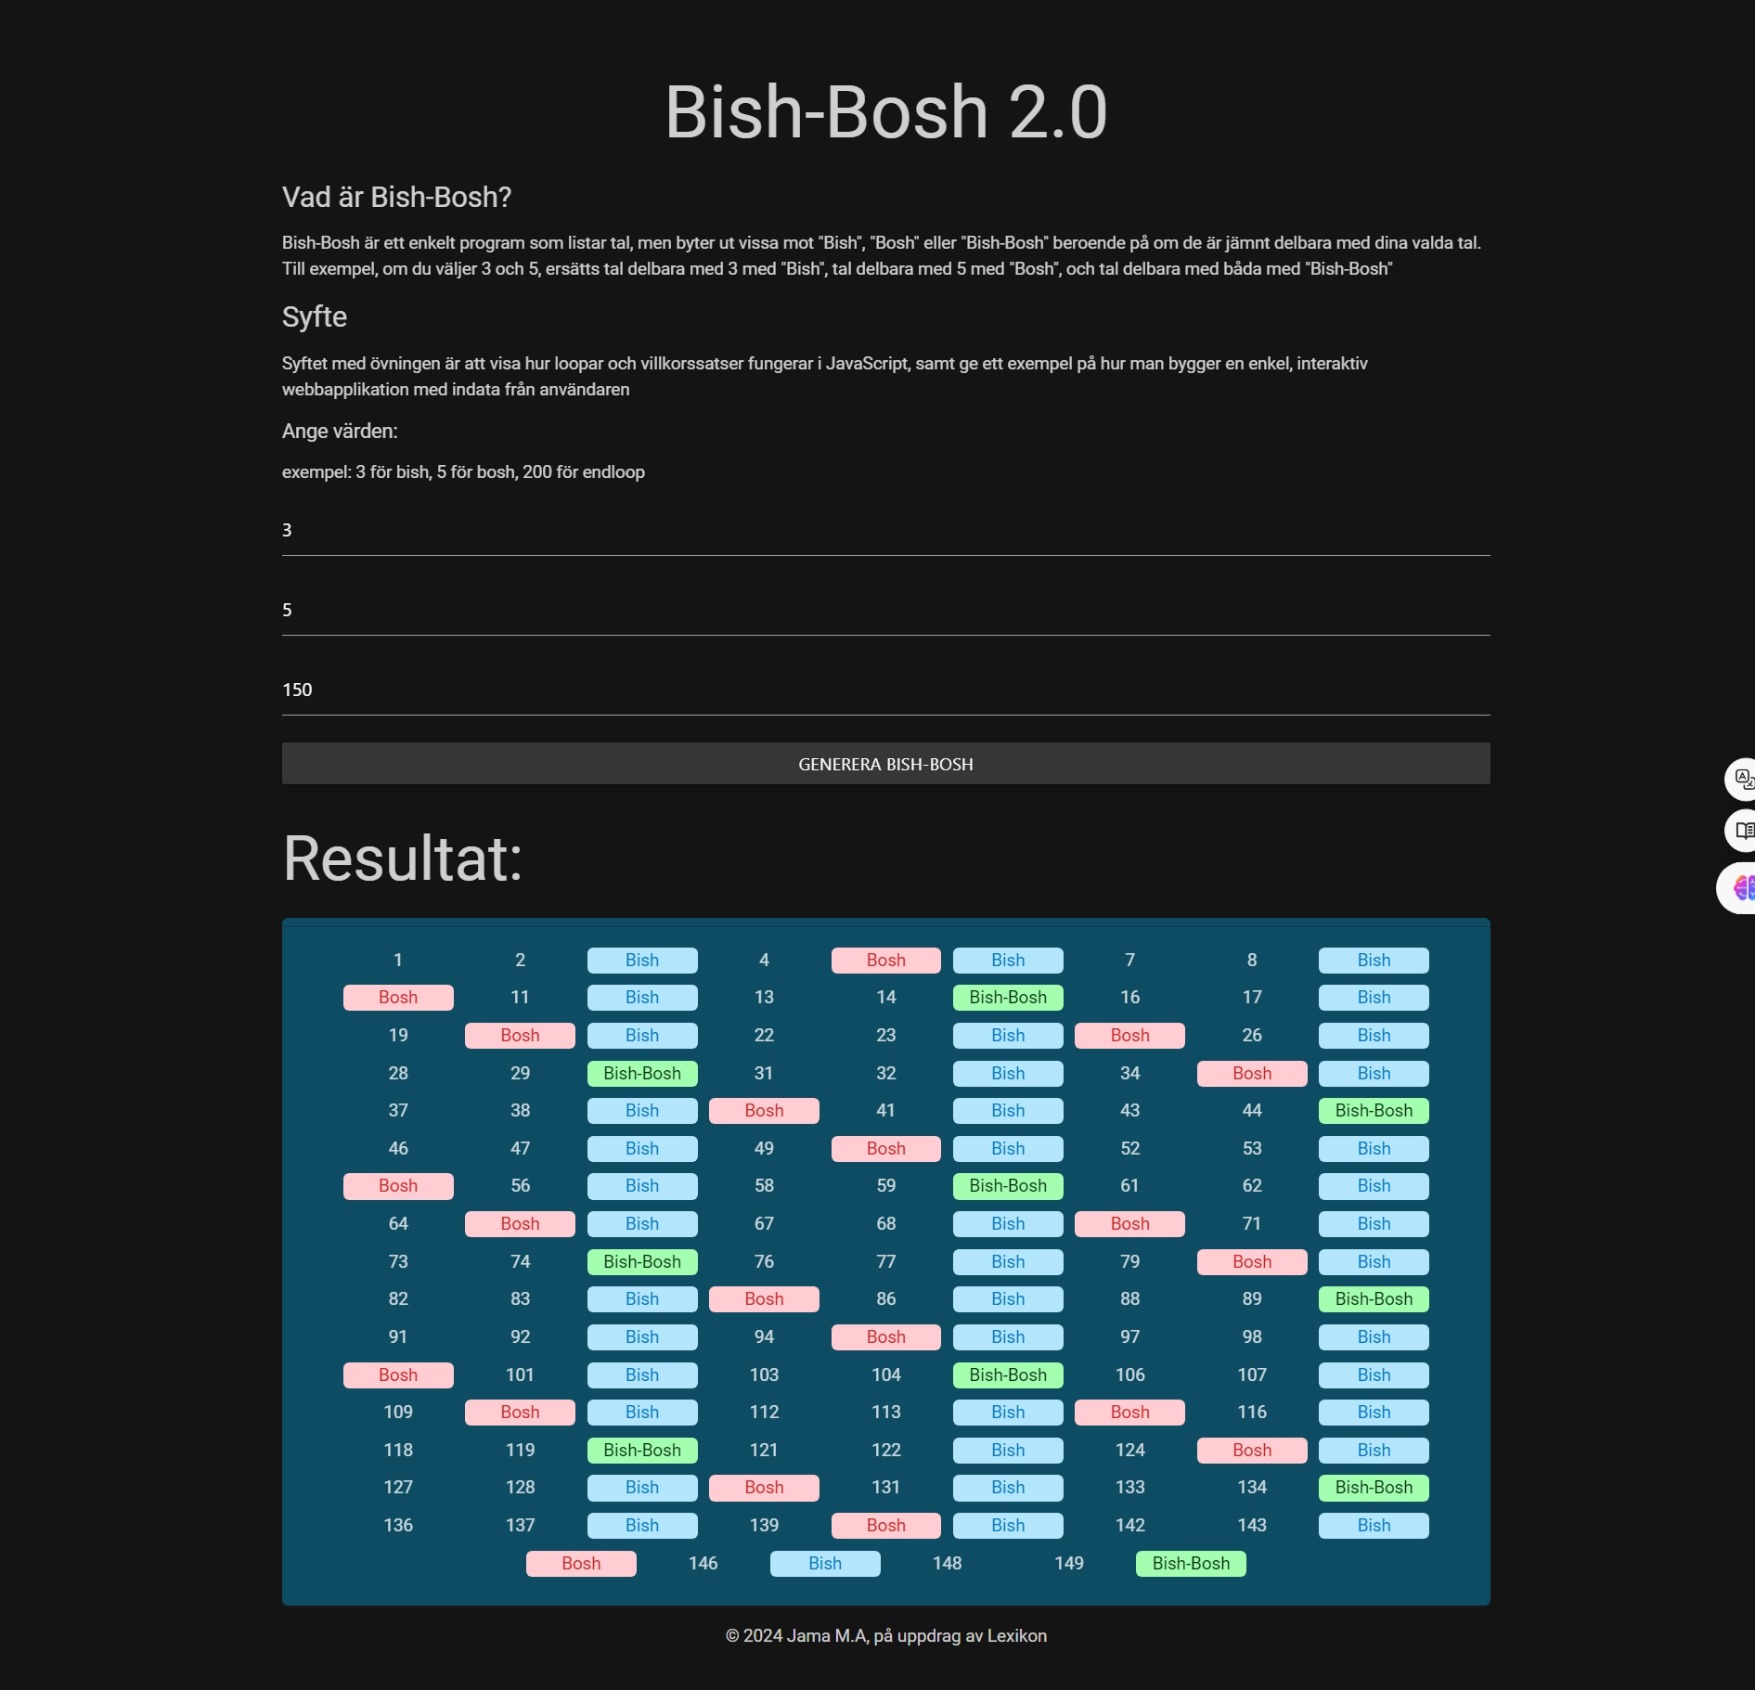 Bish-Bosh 2.0
Vad är Bish-Bosh?
Bish-Bosh är ett enkelt program som listar tal, men byter ut vissa mot "Bish", "Bosh" eller "Bish-Bosh" beroende på om de är jämnt delbara med dina valda tal.
Till exempel, om du väljer 3 och 5, ersätts tal delbara med 3 med "Bish", tal delbara med 5 med "Bosh", och tal delbara med båda med "Bish-Bosh"
Syfte
Syftet med övningen är att visa hur loopar och villkorssatser fungerar i JavaScript, samt ge ett exempel på hur man bygger en enkel, interaktiv
webbapplikation med indata från användaren
Ange värden:
exempel: 3 för bish, 5 för bosh, 200 för endloop
3
5
150
GENERERA BISH-BOSH
Resultat:
1 2 Bish 4 Bosh Bish 7 8 Bish
Bosh 11 Bish 13 14 Bish-Bosh 16 17 Bish
19 Bosh Bish 22 23 Bish Bosh 26 Bish
28 29 Bish-Bosh 31 32 Bish 34 Bosh Bish
37 38 Bish Bosh 41 Bish 43 44 Bish-Bosh
46 47 Bish 49 Bosh Bish 52 53 Bish
Bosh 56 Bish 58 59 Bish-Bosh 61 62 Bish
64 Bosh Bish 67 68 Bish Bosh 71 Bish
73 74 Bish-Bosh 76 77 Bish 79 Bosh Bish
82 83 Bish Bosh 86 Bish 88 89 Bish-Bosh
91 92 Bish 94 Bosh Bish 97 98 Bish
Bosh 101 Bish 103 104 Bish-Bosh 106 107 Bish
109 Bosh Bish 112 113 Bish Bosh 116 Bish
118 119 Bish-Bosh 121 122 Bish 124 Bosh Bish
127 128 Bish Bosh 131 Bish 133 134 Bish-Bosh
136 137 Bish 139 Bosh Bish 142 143 Bish
Bosh 146 Bish 148 149 Bish-Bosh
© 2024 Jama M.A, på uppdrag av Lexikon